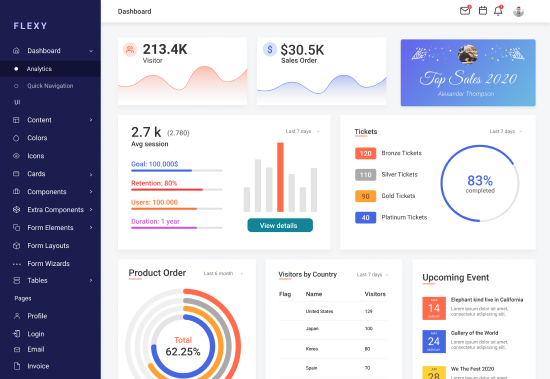 FLEXY
Dashboard
Analytics
Quick Navigation
UI
Content
Colors
Icons
Cards
Components
Extra Components
Form Elements
Form Layouts
Form Wizards
Tables
Pages
Profile
Login
Email
Invoice
Dashboard
213.4K
Visitor
$
$30.5K
Sales Order
Top Sales 2020
Alexander Thompson
2.7 k (2.780)
Avg session
Last 7 days
Goal: 100.000$
Retention: 80%
Users: 100.000
Duration: 1 year
View details
Tickets
Last 7 days
120 Bronze Tickets
110 Silver Tickets
90 Gold Tickets
40 Platinum Tickets
83%
completed
Product Order
Last 6 month
Total
62.25%
Visitors by Country
Last 7 days
Flag Name Visitors
United States 129
Japan 100
Korea 80
Spain 70
Upcoming Event
14
Elephant kind live in California
Lorem ipsum dolor sit amet,
consectetur adipiscing elit.
24
Gallery of the World
Lorem ipsum dolor sit amet,
consectetur adipiscing elit.
28
We The Fest 2020
Lorem ipsum dolor sit amet,